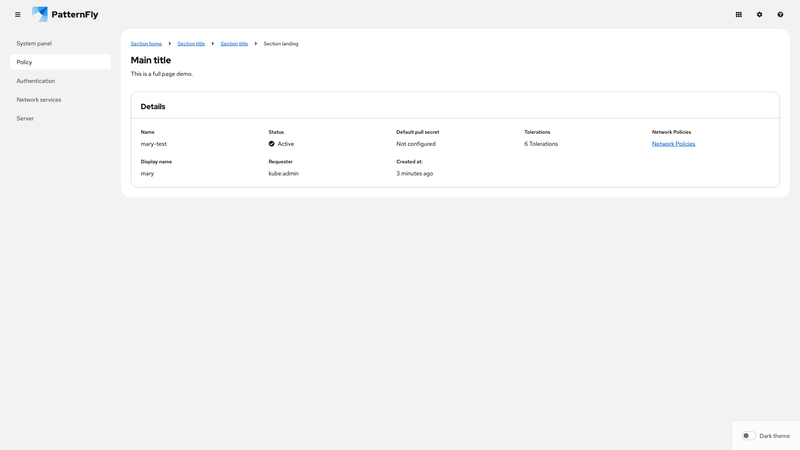 PatternFly
System panel
Policy
Authentication
Network services
Server
Section home
Section title
Section title
Section landing
Main title
This is a full page demo.
Details
Name
mary-test
Status
Active
Default pull secret
Not configured
Tolerations
6 Tolerations
Network Policies
Network Policies
Display name
mary
Requester
kube:admin
Created at:
3 minutes ago
Dark theme